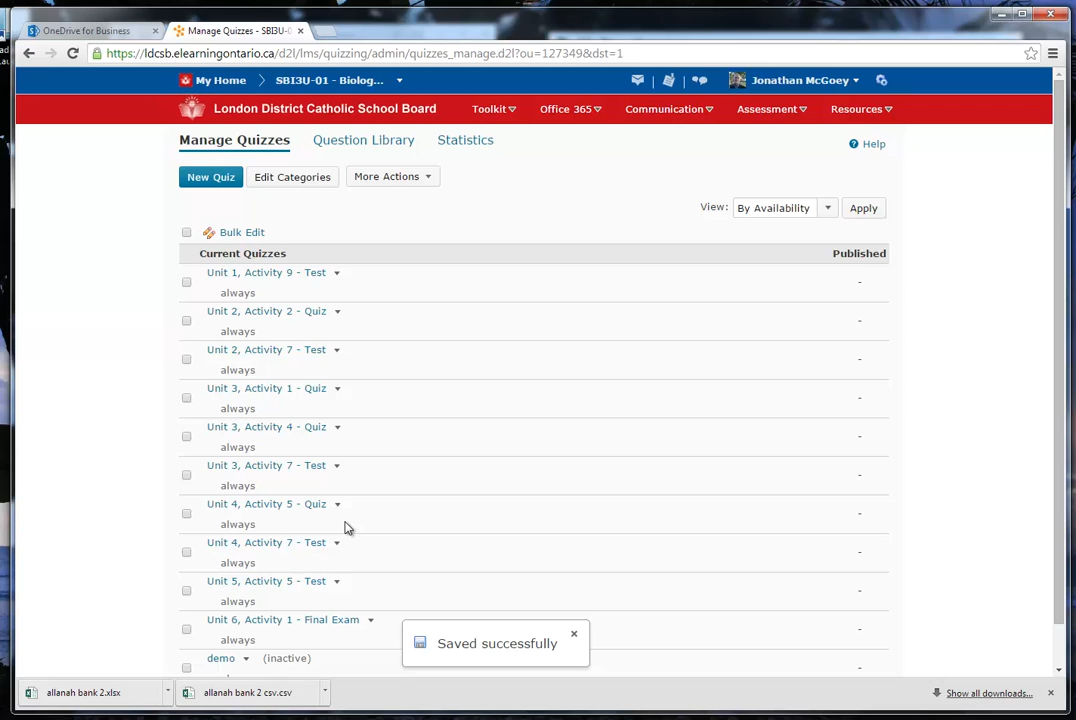 OneDrive for Business
Manage Quizzes - SBI3U-0
https://ldcsb.elearningontario.ca/d2l/lms/quizzing/admin/quizzes_manage.d2l?ou=127349&dst=1
My Home
SBI3U-01 - Biolog...
Jonathan McGoey
London District Catholic School Board
Toolkit
Office 365
Communication
Assessment
Resources
Manage Quizzes
Question Library
Statistics
Help
New Quiz
Edit Categories
More Actions
View:
By Availability
Apply
Bulk Edit
Current Quizzes
Published
Unit 1, Activity 9 - Test
-
always
Unit 2, Activity 2 - Quiz
-
always
Unit 2, Activity 7 - Test
-
always
Unit 3, Activity 1 - Quiz
-
always
Unit 3, Activity 4 - Quiz
-
always
Unit 3, Activity 7 - Test
-
always
Unit 4, Activity 5 - Quiz
-
always
Unit 4, Activity 7 - Test
-
always
Unit 5, Activity 5 - Test
-
always
Unit 6, Activity 1 - Final Exam
-
always
Saved successfully
demo (inactive)
-
allanah bank 2.xlsx
allanah bank 2 csv.csv
Show all downloads...